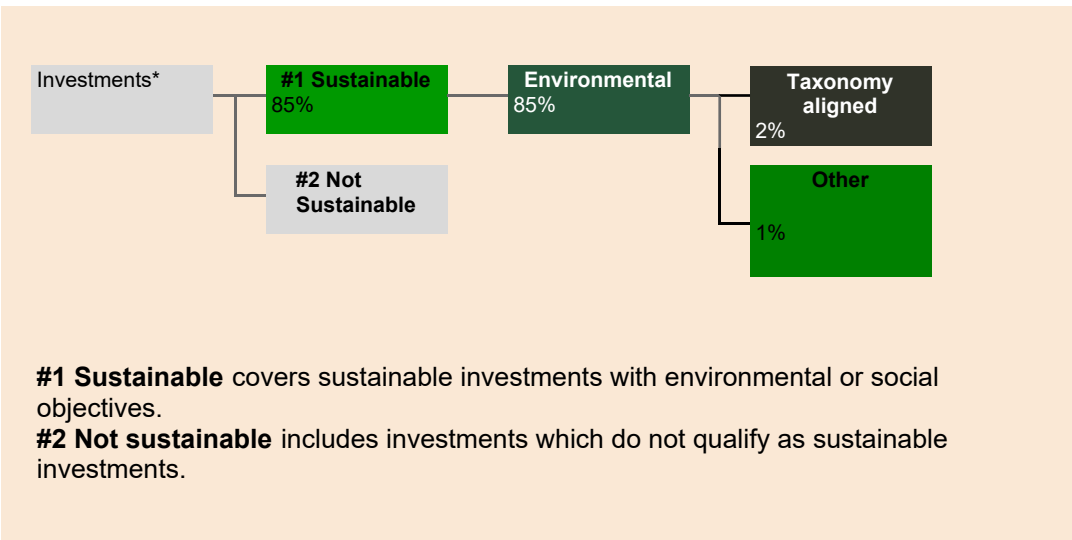 Investments*
#1 Sustainable
85%
Environmental
85%
Taxonomy
aligned
2%
#2 Not
Sustainable
Other
1%
#1 Sustainable covers sustainable investments with environmental or social
objectives.
#2 Not sustainable includes investments which do not qualify as sustainable
investments.